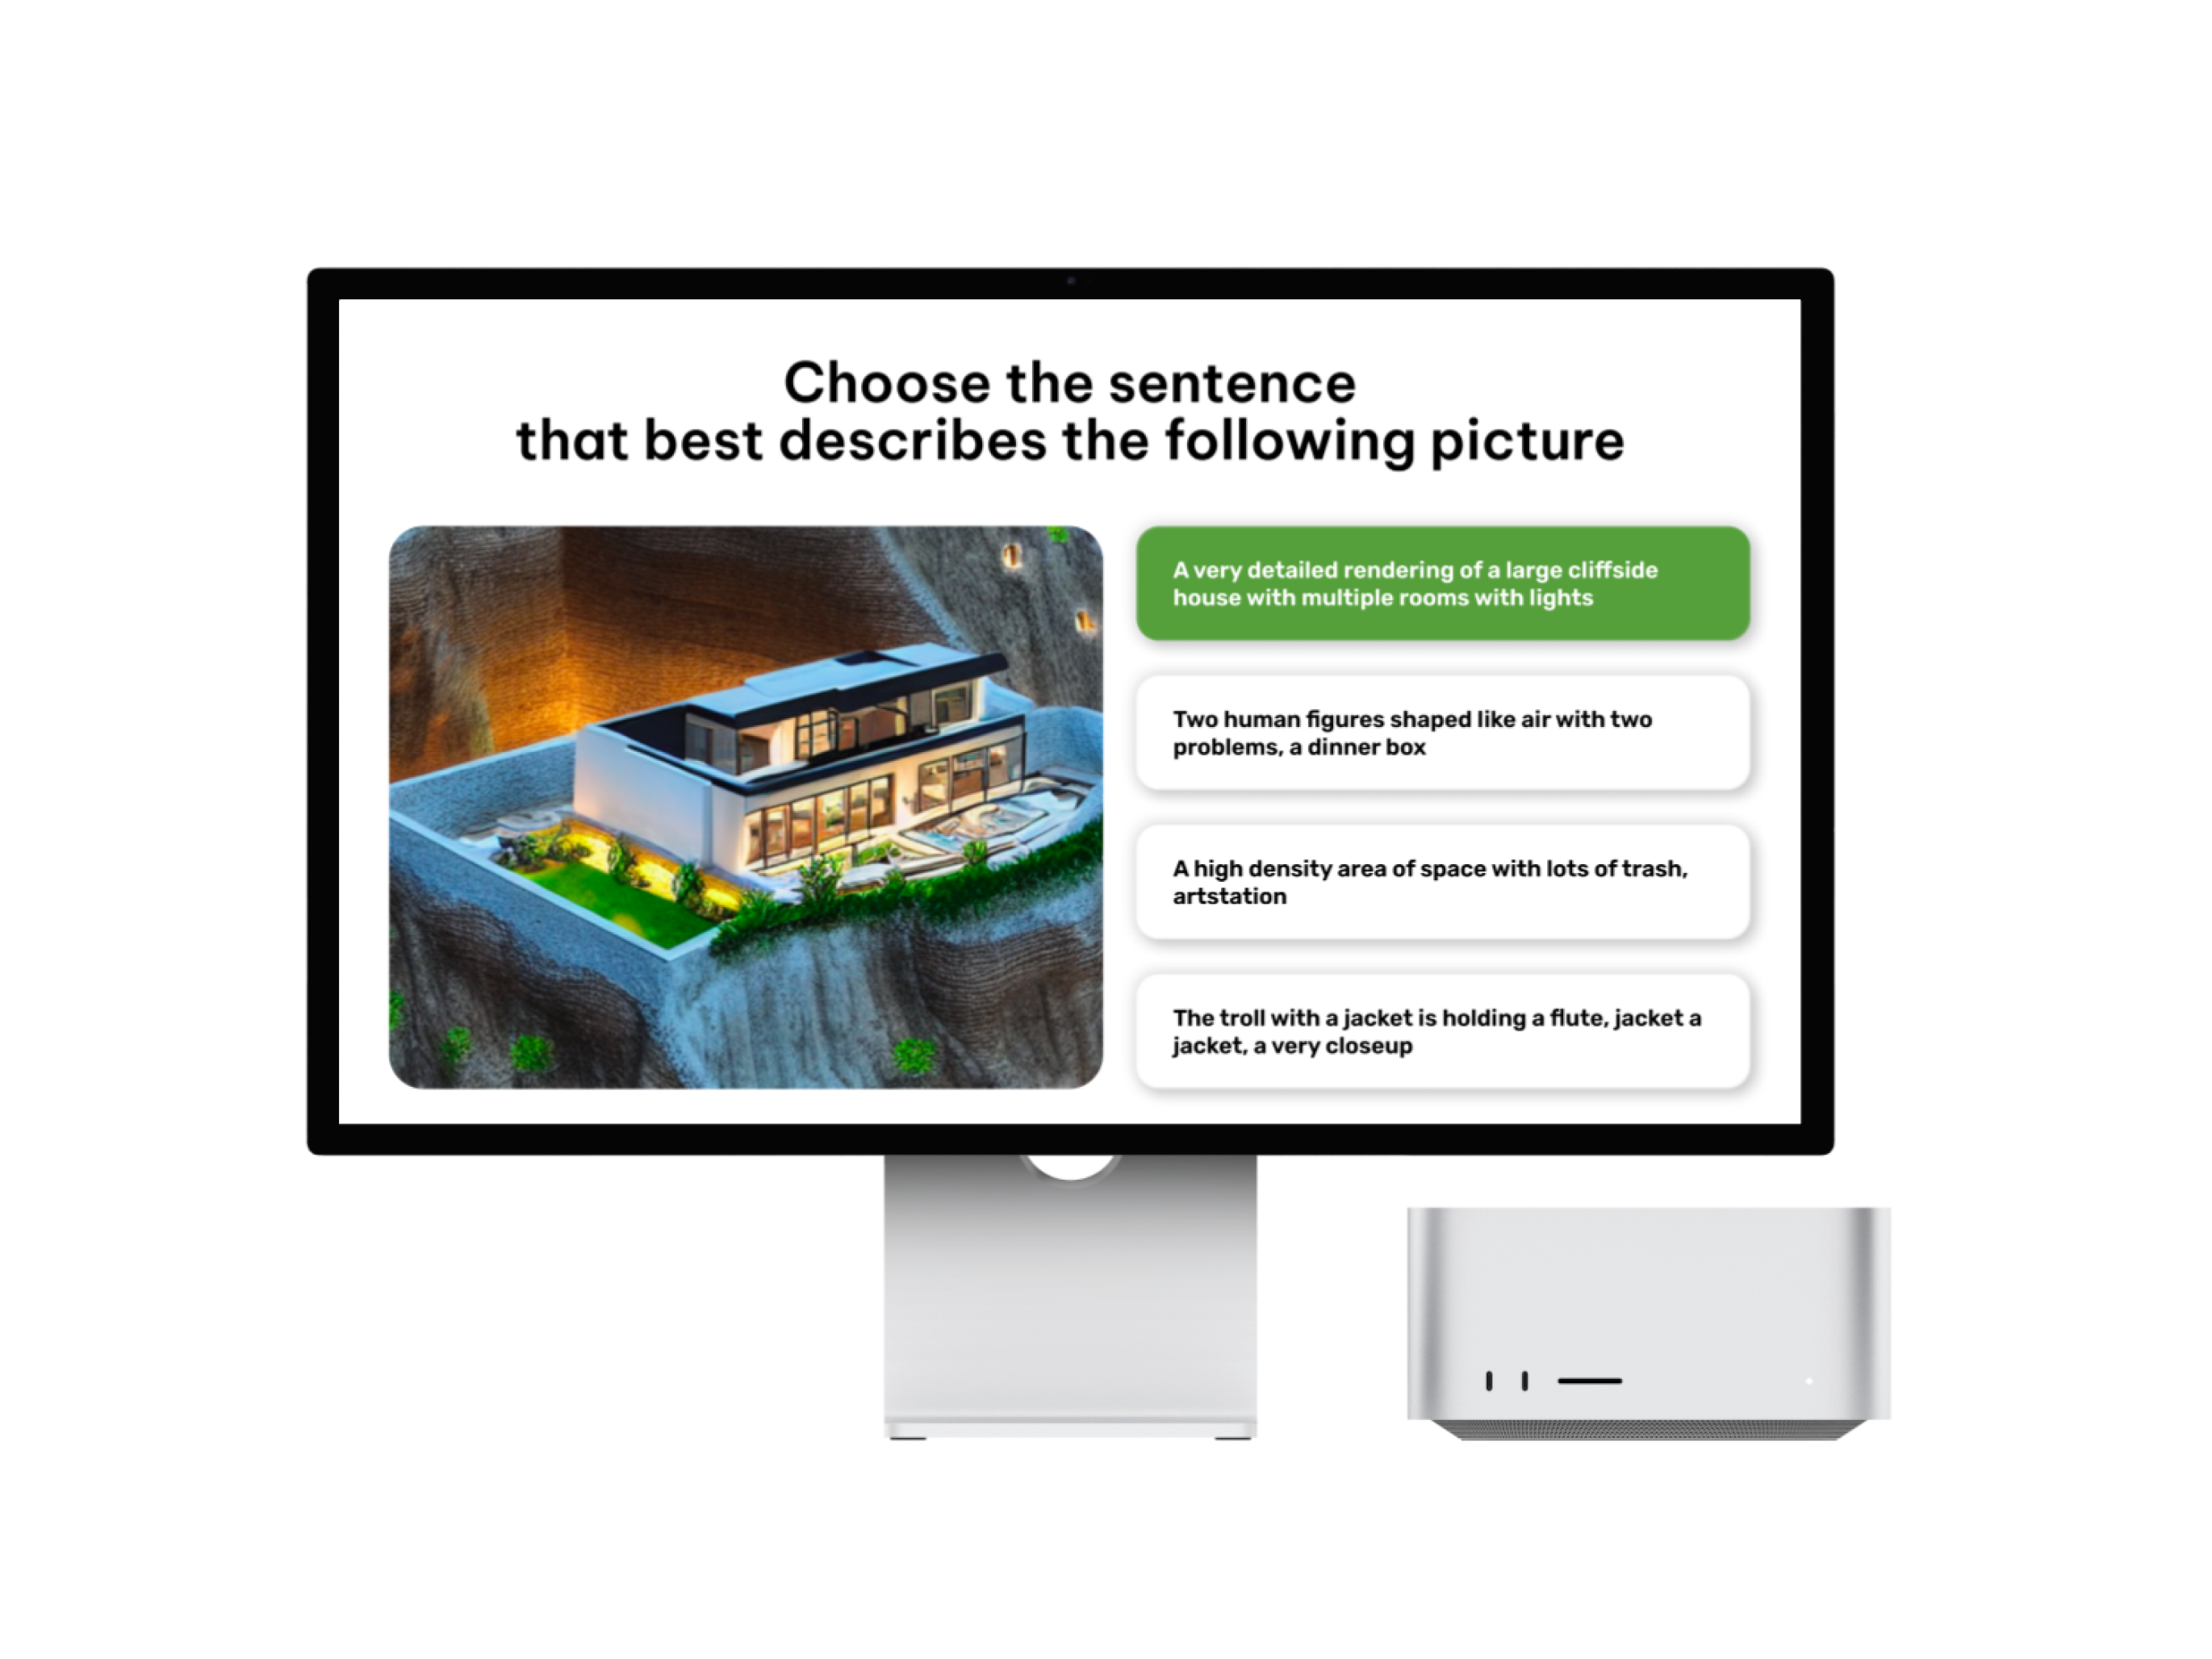 Choose the sentence
that best describes the following picture
A very detailed rendering of a large cliffside
house with multiple rooms with lights
Two human figures shaped like air with two
problems, a dinner box
A high density area of space with lots of trash,
artstation
The troll with a jacket is holding a flute, jacket a
jacket, a very closeup